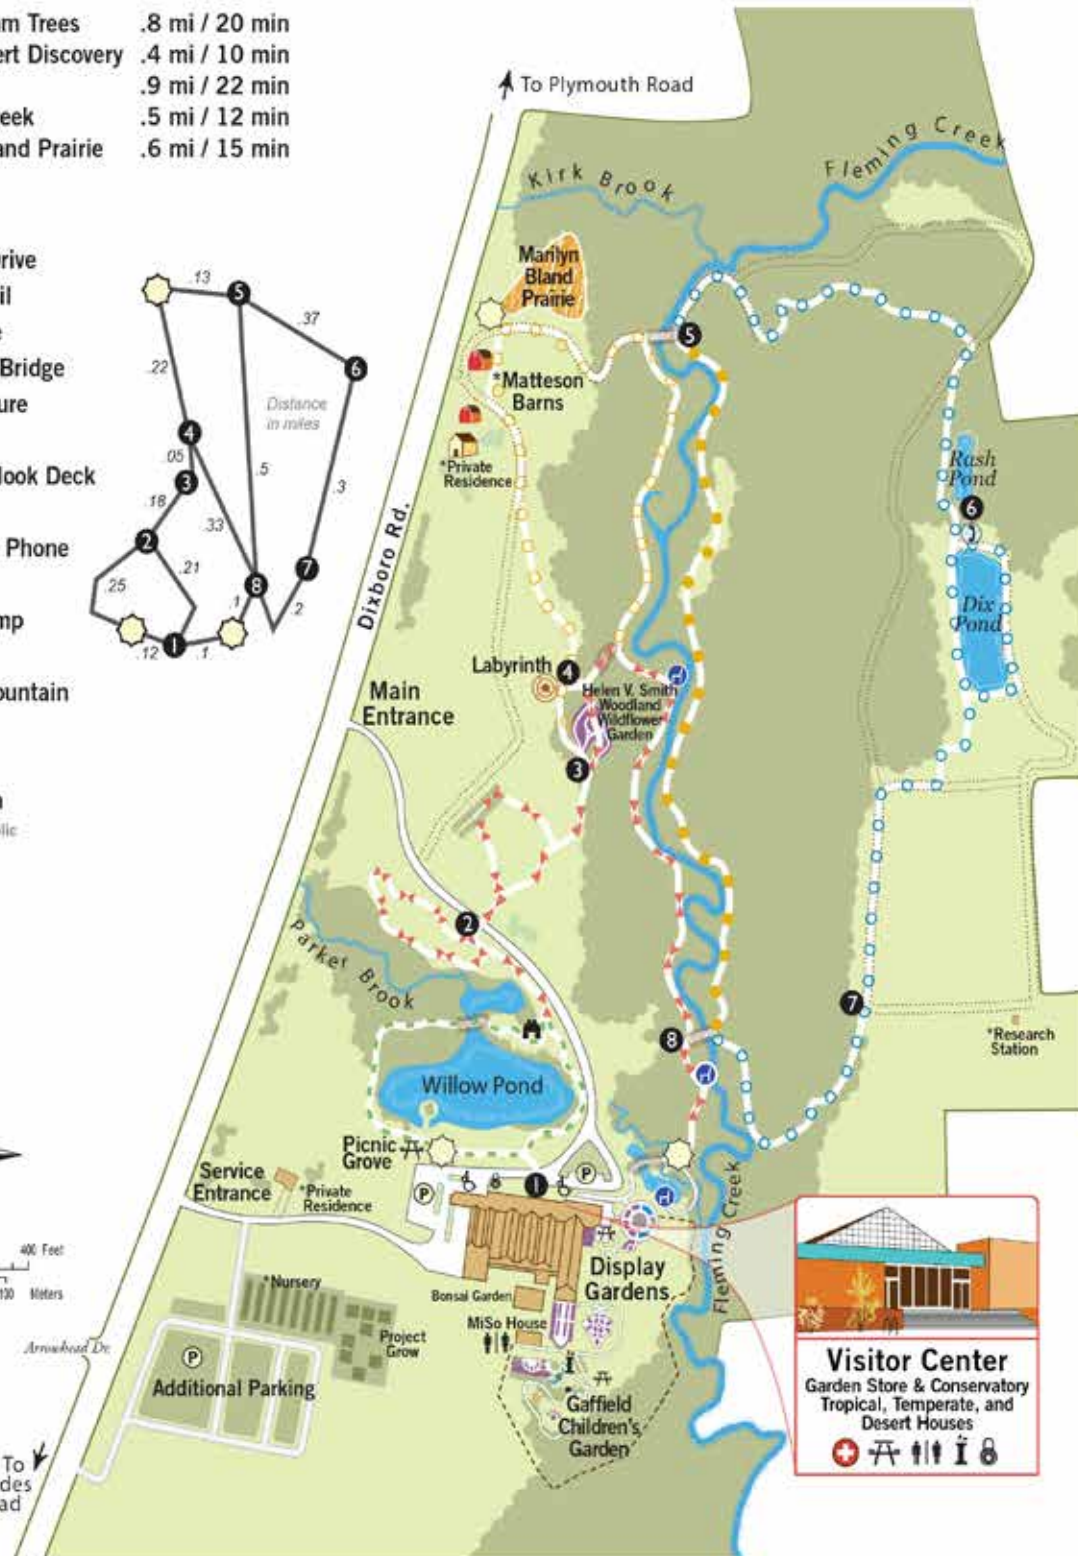 m Trees .8 mi / 20 min
ert Discovery .4 mi / 10 min
.9 mi / 22 min
eek .5 mi / 12 min
and Prairie .6 mi / 15 min
To Plymouth Road
Fleming Creek
Kirk Brook
rive
il
Bridge
ure
look Deck
Phone
mp
ountain
lic
.13
5
.37
.22
6
Distance
in miles
4
.05
3
.5
.18
.33
.3
2
.21
.25
8
7
.1
.2
.12
1
.1
Marilyn
Bland
Prairie
5
*Matteson
Barns
*Private
Residence
Rash
Pond
6
Dix
Pond
Dixboro Rd.
Labyrinth
4
Helen V. Smith
Woodland
Wildflower
Garden
Main
Entrance
3
2
Parker Brook
7
8
*Research
Station
Willow Pond
Picnic
Grove
Service
Entrance
*Private
Residence
P
1
P
Fleming Creek
400 Feet
100 Meters
*Nursery
Display
Gardens
Bonsai Garden
MiSo House
Project
Grow
Arrowhead Dr.
P
Additional Parking
Gaffield
Children's
Garden
Visitor Center
Garden Store & Conservatory
Tropical, Temperate, and
Desert Houses
To
des
ad